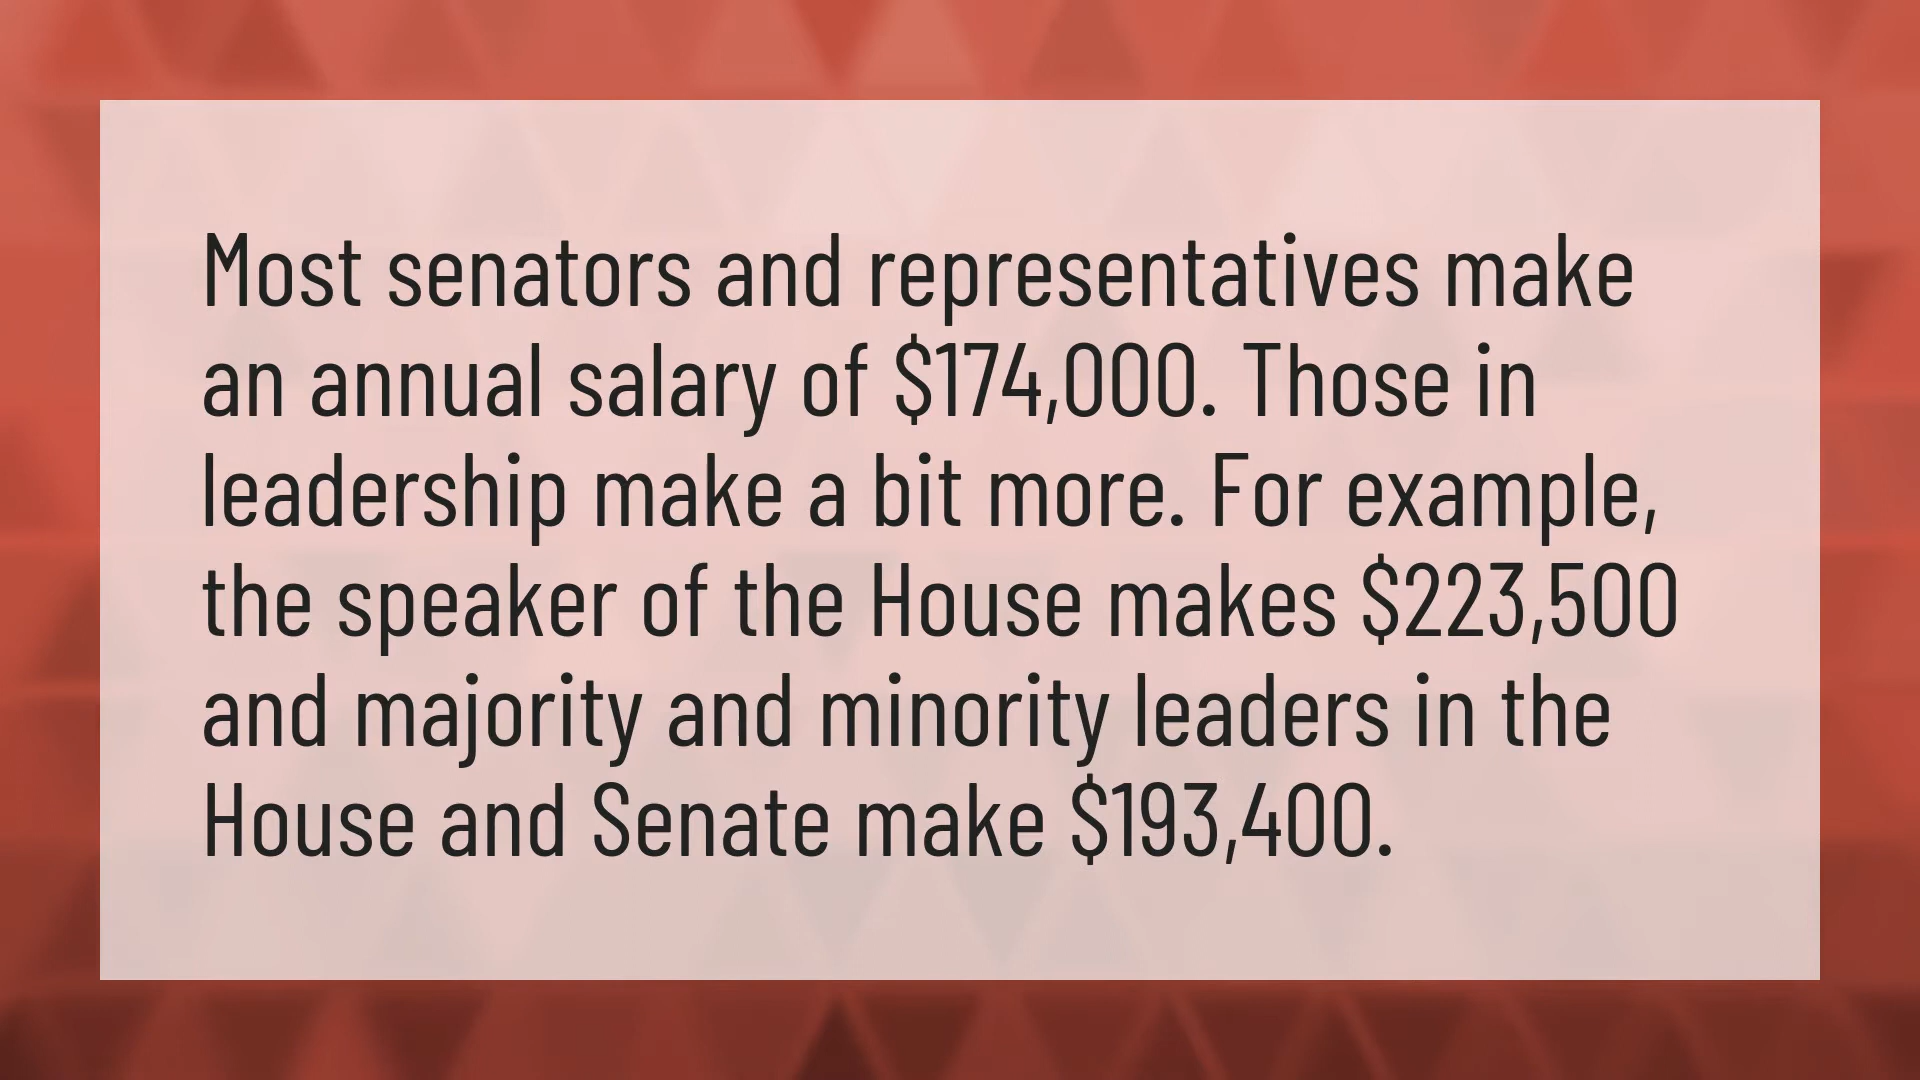 Most senators and representatives make
an annual salary of $174,000. Those in
leadership make a bit more. For example,
the speaker of the House makes $223,500
and majority and minority leaders in the
House and Senate make $193,400.